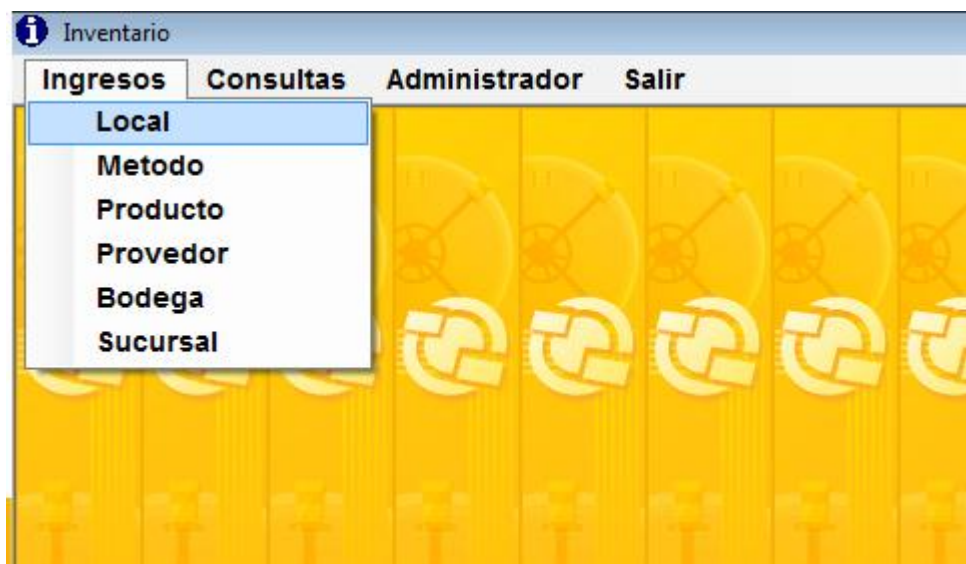 Inventario
Ingresos Consultas Administrador Salir
Local
Metodo
Producto
Provedor
Bodega
Sucursal